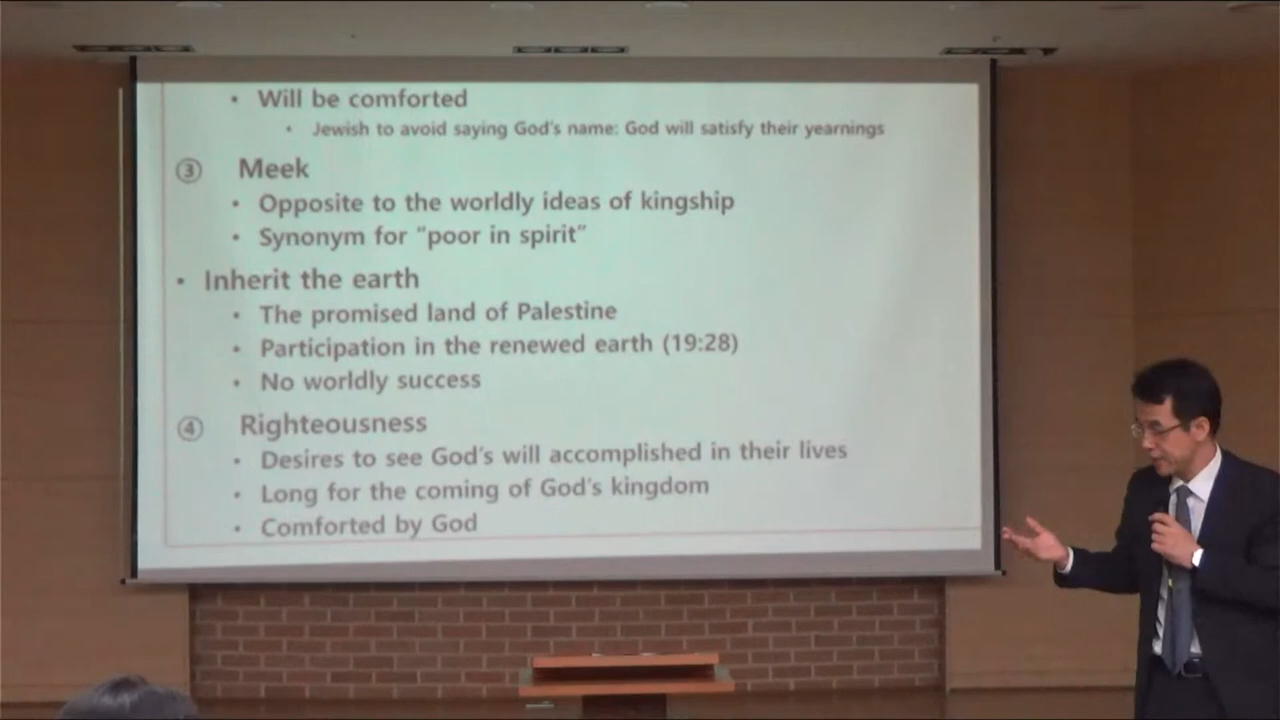 • Will be comforted
• Jewish to avoid saying God's name: God will satisfy their yearnings
③ Meek
• Opposite to the worldly ideas of kingship
• Synonym for "poor in spirit"
• Inherit the earth
• The promised land of Palestine
• Participation in the renewed earth (19:28)
• No worldly success
④ Righteousness
• Desires to see God's will accomplished in their lives
• Long for the coming of God's kingdom
• Comforted by God